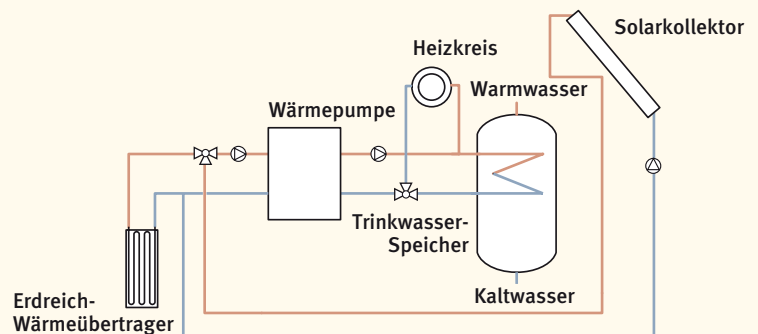 Solarkollektor
Heizkreis
Warmwasser
Wärmepumpe
Trinkwasser-
Speicher
Kaltwasser
Erdreich-
Wärmeübertrager